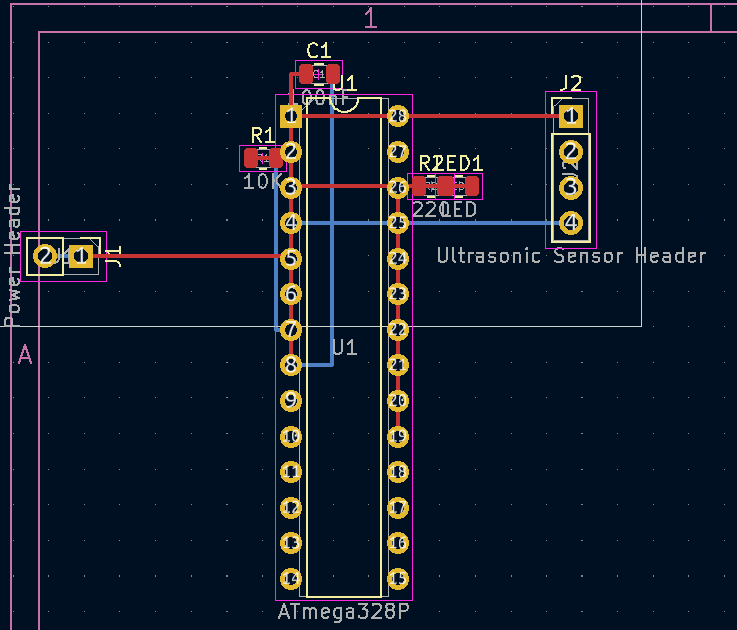 1
C1
U1
J2
100nF
1
28
1
R1
2
27
2
J2
10K
R2
LED1
3
26
3
220
LED
4
25
4
Power Header
2
1
J1
5
24
Ultrasonic Sensor Header
6
23
7
22
A
U1
8
21
9
20
10
19
11
18
12
17
13
16
14
15
ATmega328P